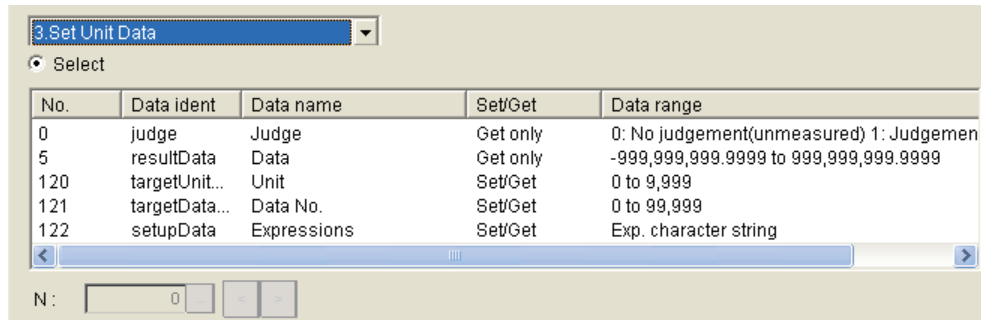 3.Set Unit Data
Select
No. Data ident Data name Set/Get Data range
0 judge Judge Get only 0: No judgement(unmeasured) 1: Judgemen
5 resultData Data Get only -999,999,999.9999 to 999,999,999.9999
120 targetUnit... Unit Set/Get 0 to 9,999
121 targetData... Data No. Set/Get 0 to 99,999
122 setupData Expressions Set/Get Exp. character string
N : 0 ... < >